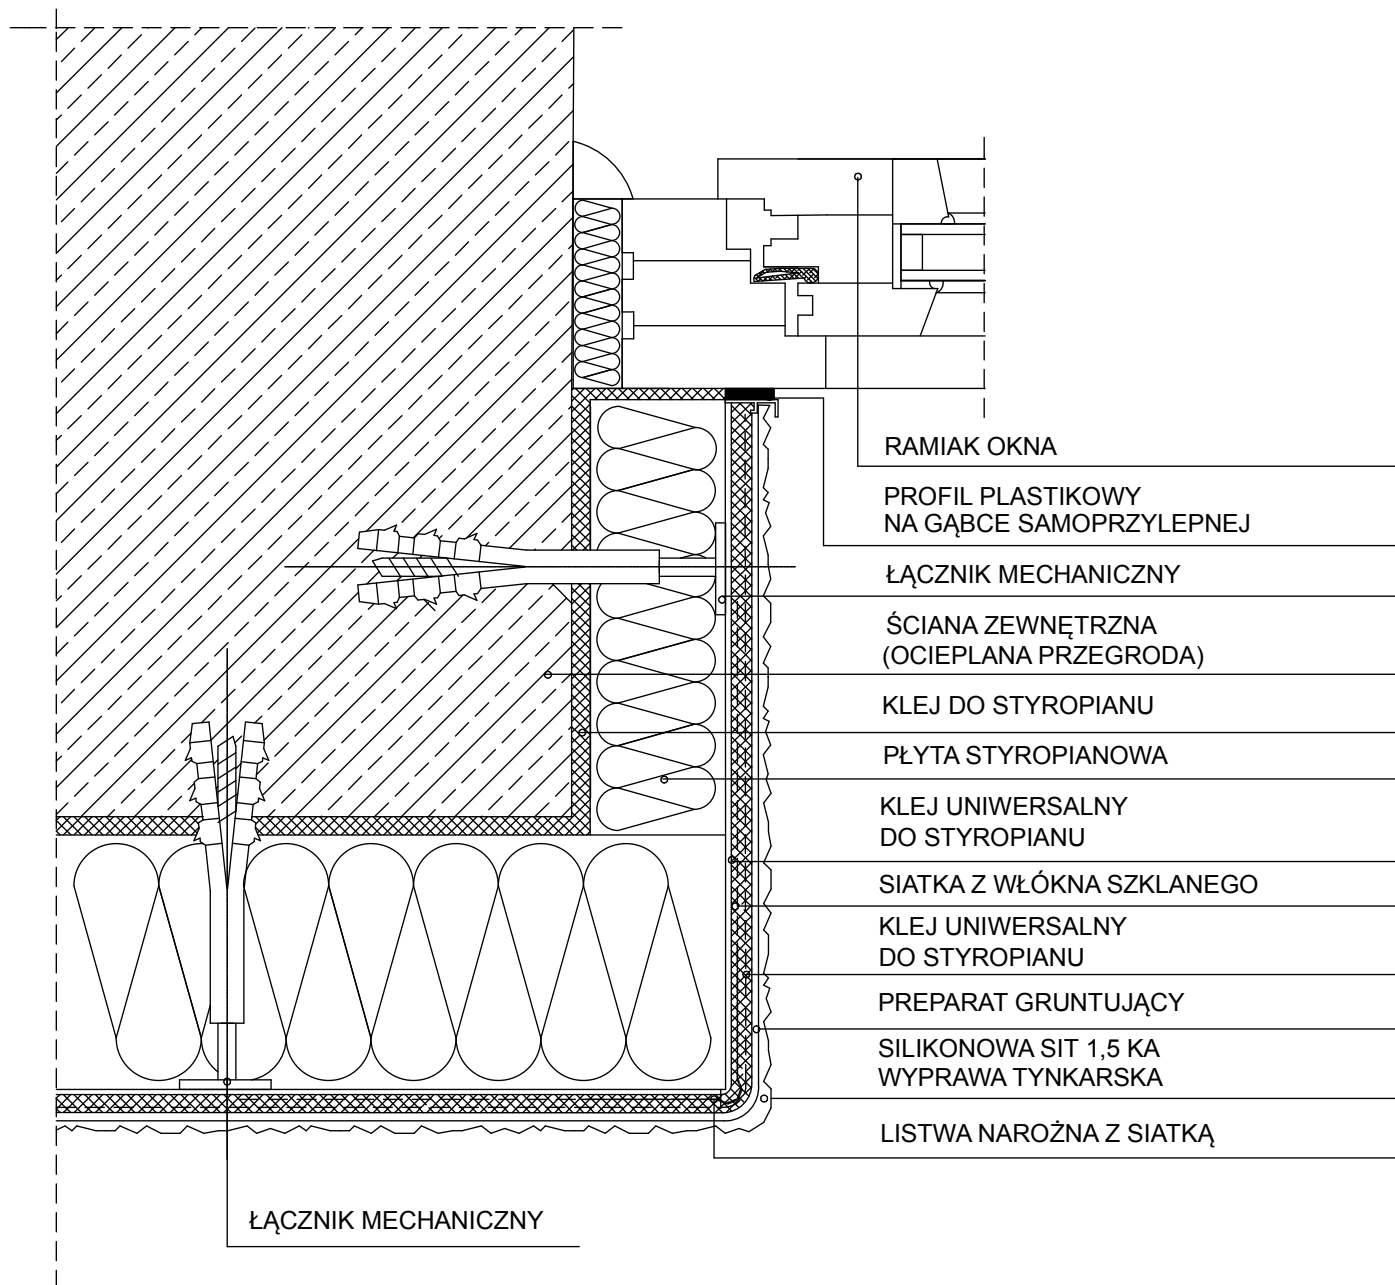 RAMIAK OKNA
PROFIL PLASTIKOWY
NA GĄBCE SAMOPRZYLEPNEJ
ŁĄCZNIK MECHANICZNY
ŚCIANA ZEWNĘTRZNA
(OCIEPLANA PRZEGRODA)
KLEJ DO STYROPIANU
PŁYTA STYROPIANOWA
KLEJ UNIWERSALNY
DO STYROPIANU
SIATKA Z WŁÓKNA SZKLANEGO
KLEJ UNIWERSALNY
DO STYROPIANU
PREPARAT GRUNTUJĄCY
SILIKONOWA SIT 1,5 KA
WYPRAWA TYNKARSKA
LISTWA NAROŻNA Z SIATKĄ
ŁĄCZNIK MECHANICZNY